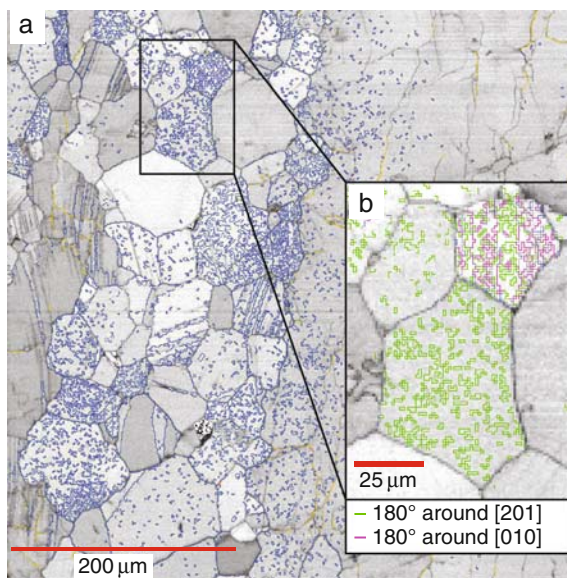 a
b
25 µm
– 180° around [201]
– 180° around [010]
200 µm